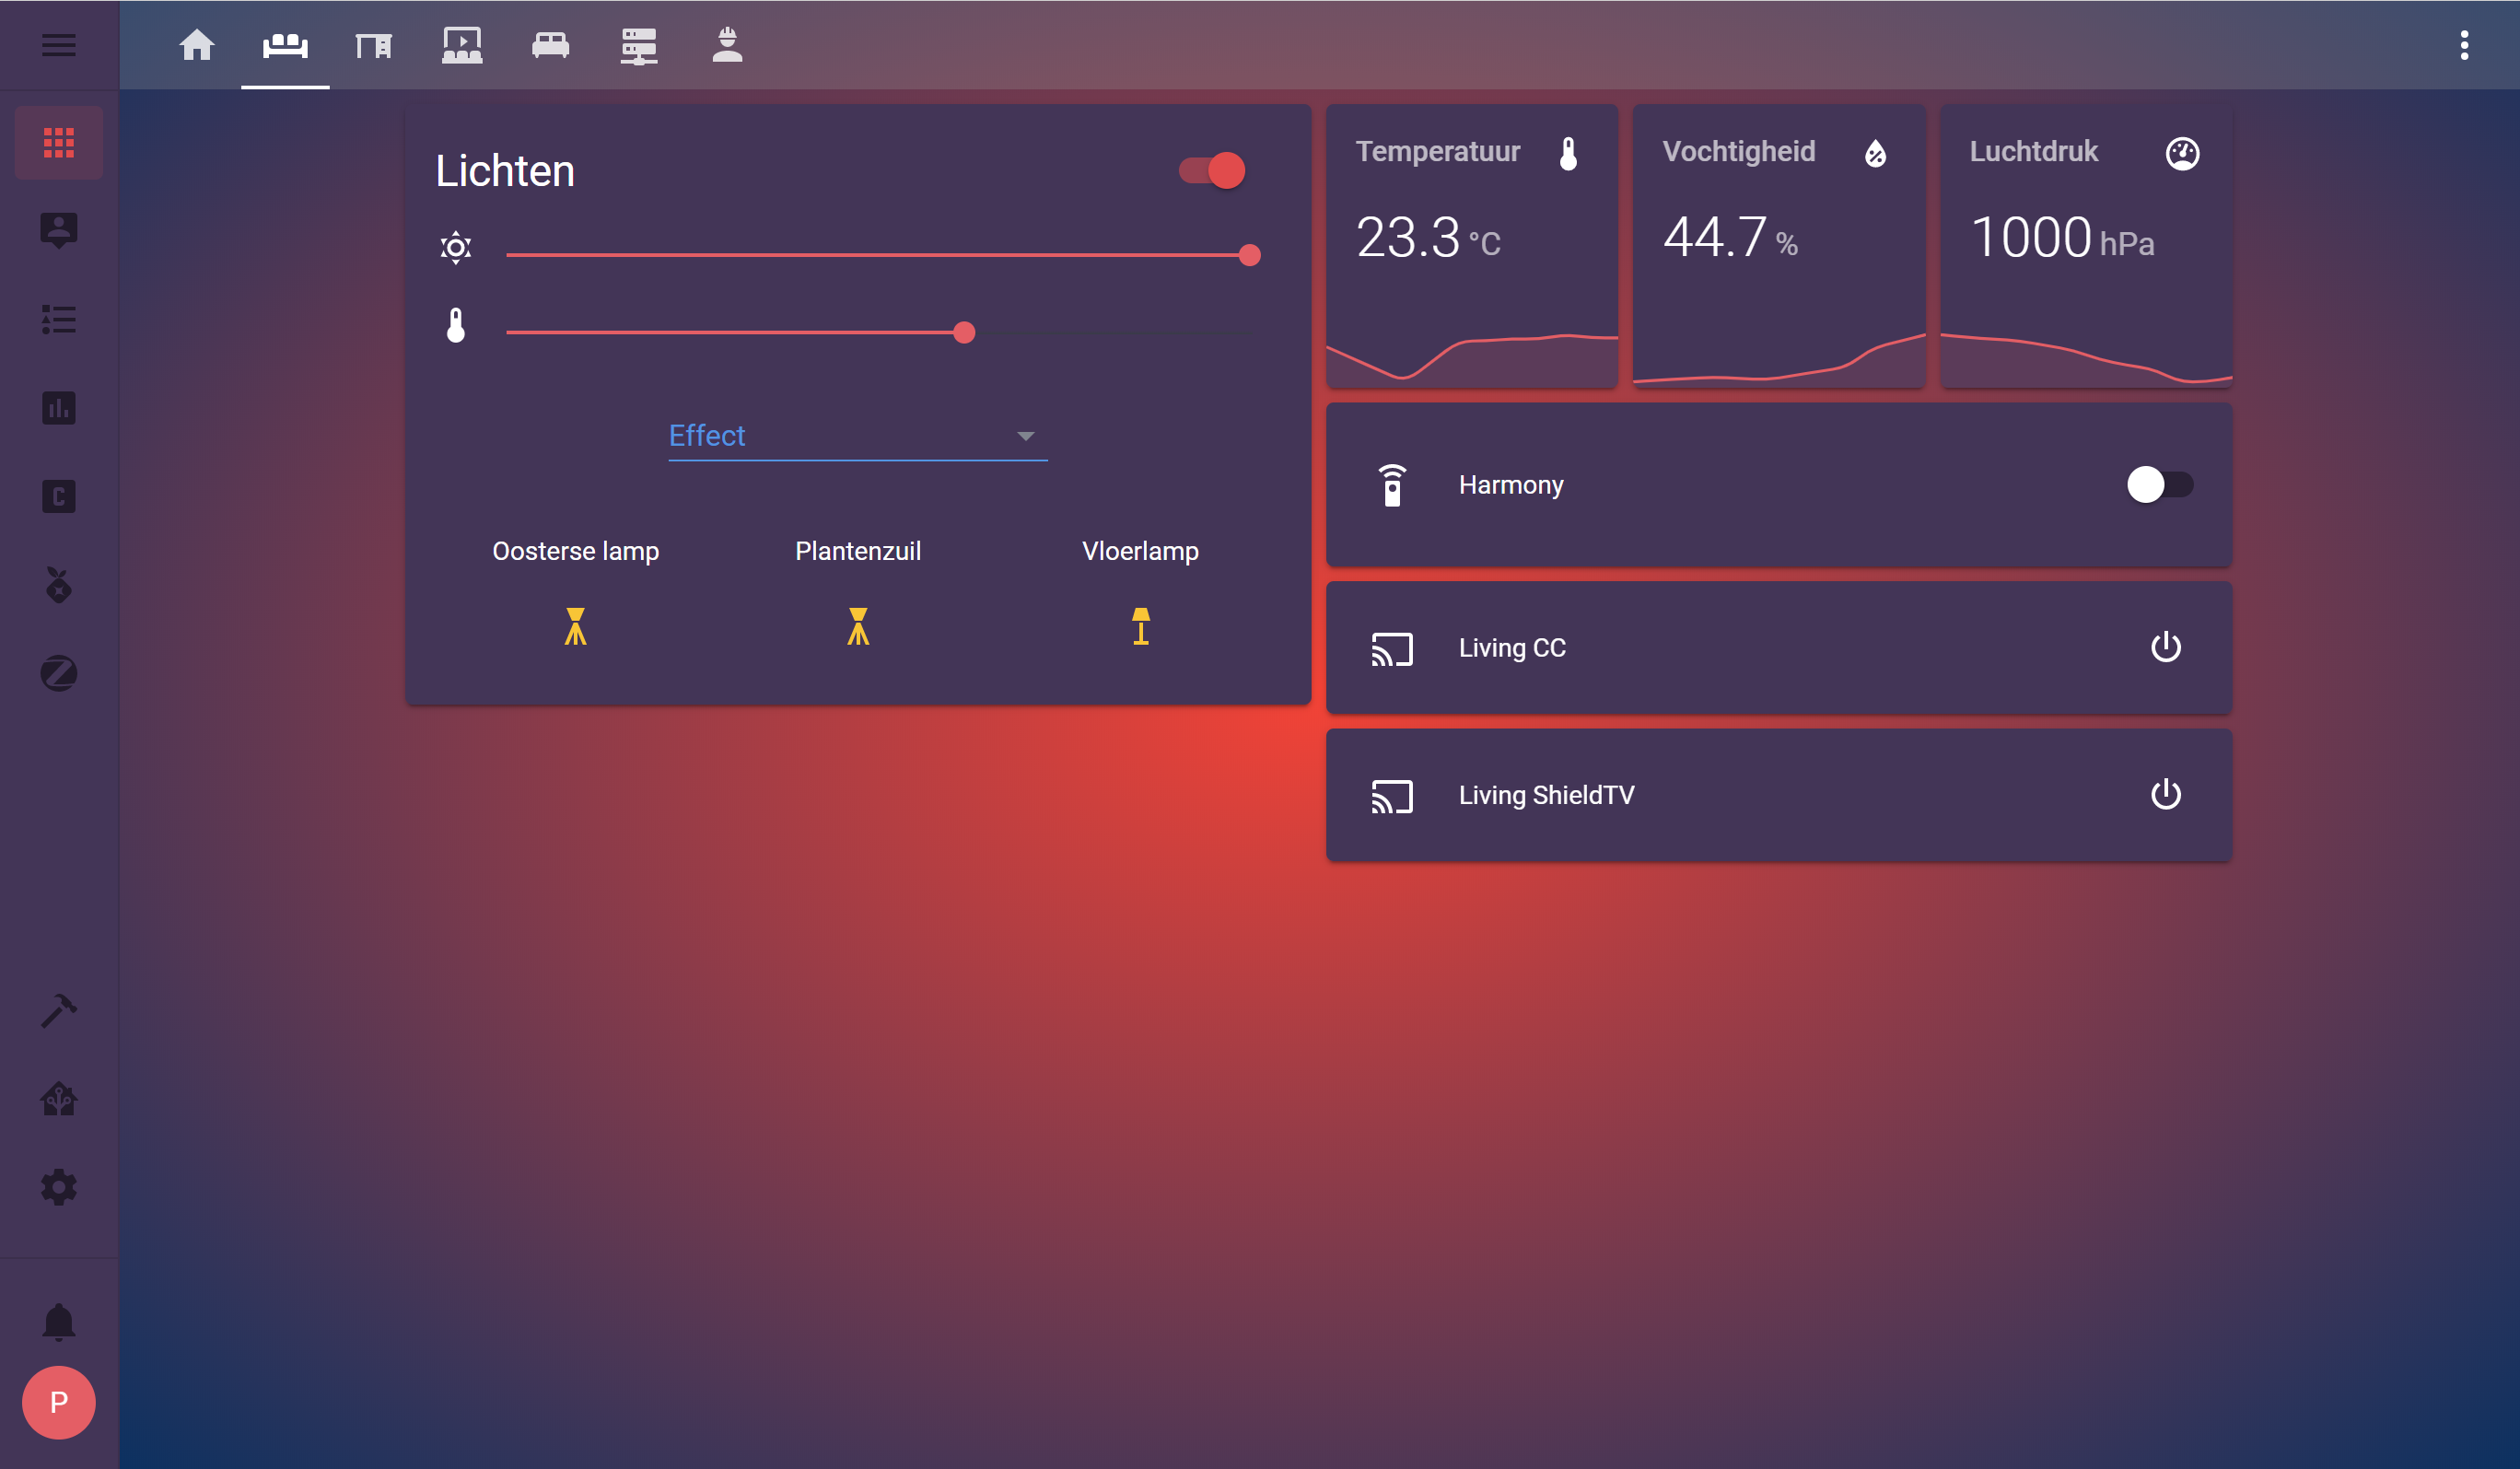 Lichten
Effect
Oosterse lamp
Plantenzuil
Vloerlamp
Temperatuur
23.3 °C
Vochtigheid
44.7 %
Luchtdruk
1000 hPa
Harmony
Living CC
Living ShieldTV
C
P